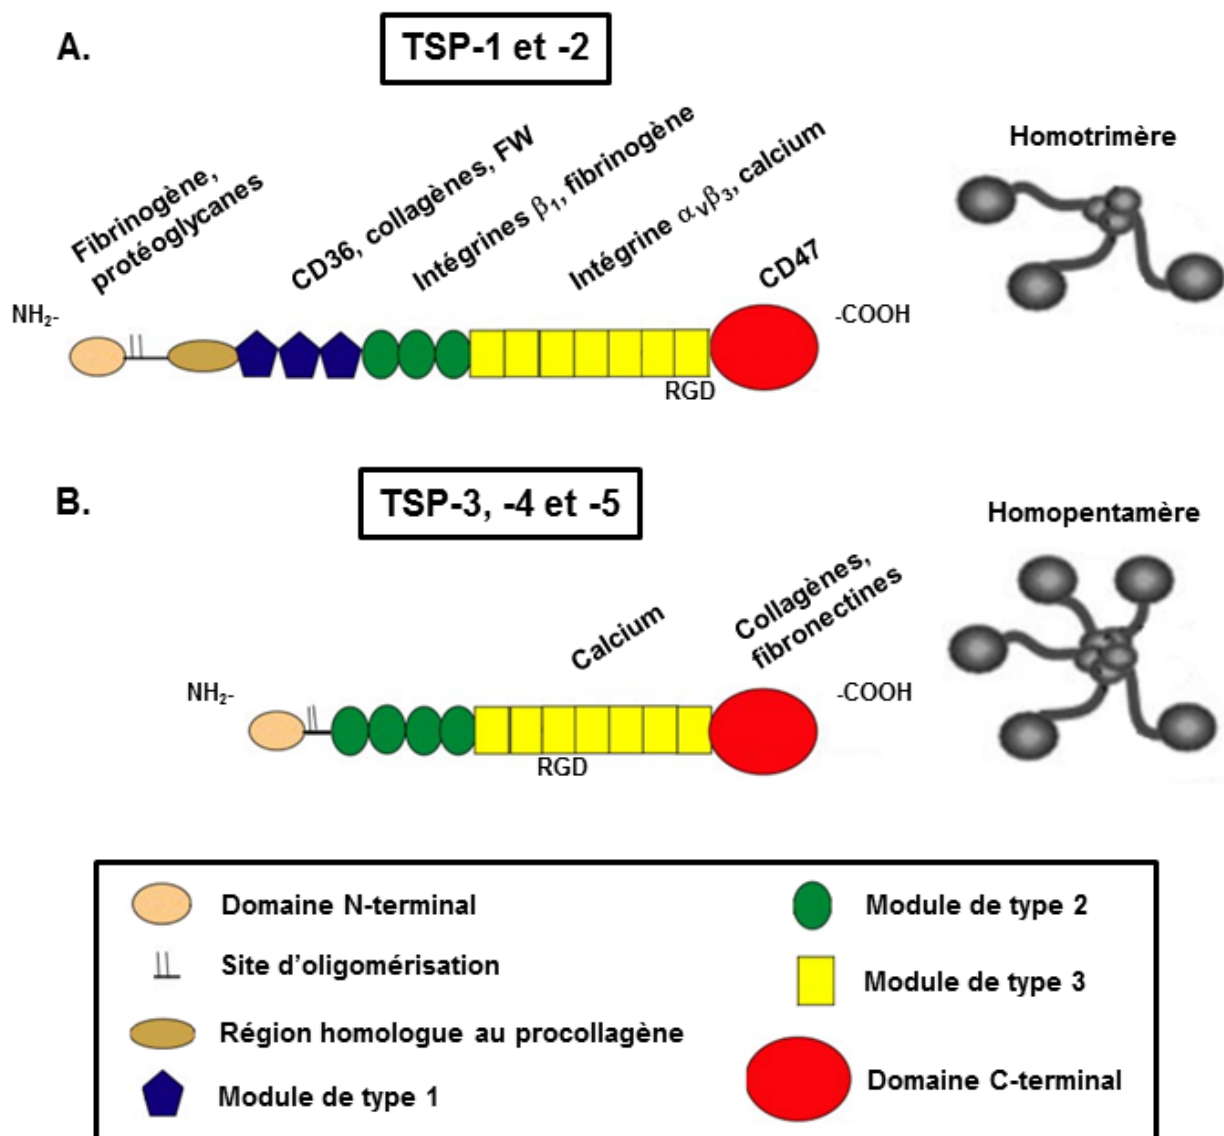 A.
TSP-1 et -2
Fibrinogène,
protéoglycanes
CD36, collagènes, FW
Intégrines β₁, fibrinogène
Intégrine αᵥβ₃, calcium
CD47
Homotrimère
NH₂-
-COOH
RGD
B.
TSP-3, -4 et -5
Calcium
Collagènes,
fibronectines
Homopentamère
NH₂-
-COOH
RGD
Domaine N-terminal
Site d'oligomérisation
Région homologue au procollagène
Module de type 1
Module de type 2
Module de type 3
Domaine C-terminal